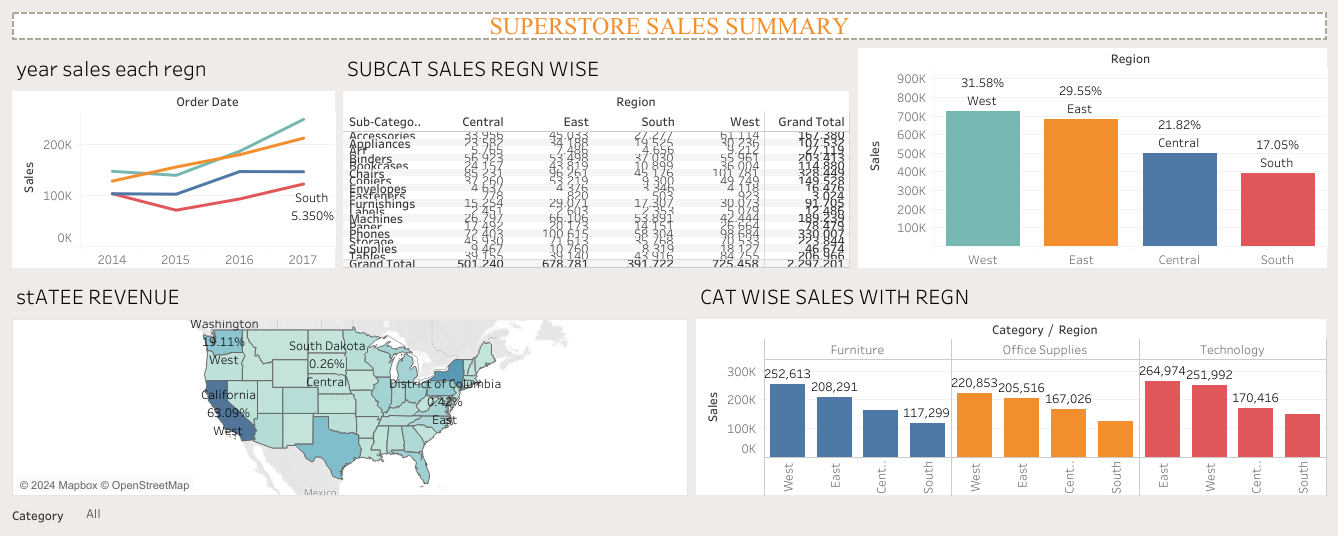 SUPERSTORE SALES SUMMARY
year sales each regn
Order Date
Sales
200K
100K
0K
South
5.350%
2014 2015 2016 2017
SUBCAT SALES REGN WISE
Region
Sub-Catego.. Central East South West Grand Total
Accessories 33,956 45,033 27,277 61,114 167,380
Appliances 23,582 34,188 19,525 30,236 107,532
Art 5,765 7,486 4,656 9,212 27,119
Binders 56,923 53,498 37,030 55,961 203,413
Bookcases 24,157 43,819 10,899 36,004 114,880
Chairs 85,231 96,261 45,176 101,781 328,449
Copiers 37,260 53,219 9,300 49,749 149,528
Envelopes 4,637 4,376 3,346 4,118 16,476
Fasteners 778 820 503 923 3,024
Furnishings 15,254 29,071 17,307 30,073 91,705
Labels 2,451 2,603 2,353 5,079 12,486
Machines 26,797 66,106 53,891 42,444 189,239
Paper 17,492 20,173 14,151 26,664 78,479
Phones 72,403 100,615 58,304 98,684 330,007
Storage 45,930 71,613 35,768 70,533 223,844
Supplies 9,467 10,760 8,319 18,127 46,674
Tables 39,155 39,140 43,916 84,755 206,966
Grand Total 501,240 678,781 391,722 725,458 2,297,201
Region
Sales
900K
800K
700K
600K
500K
400K
300K
200K
100K
31.58%
West
29.55%
East
21.82%
Central
17.05%
South
West East Central South
stATEE REVENUE
Washington
19.11%
West
South Dakota
0.26%
Central
District of Columbia
0.42%
East
California
63.09%
West
Mexico
© 2024 Mapbox © OpenStreetMap
CAT WISE SALES WITH REGN
Category / Region
Furniture Office Supplies Technology
Sales
300K
200K
100K
0K
252,613 208,291 117,299 220,853 205,516 167,026 264,974 251,992 170,416
West East Cent.. South West East Cent.. South East West Cent.. South
Category All